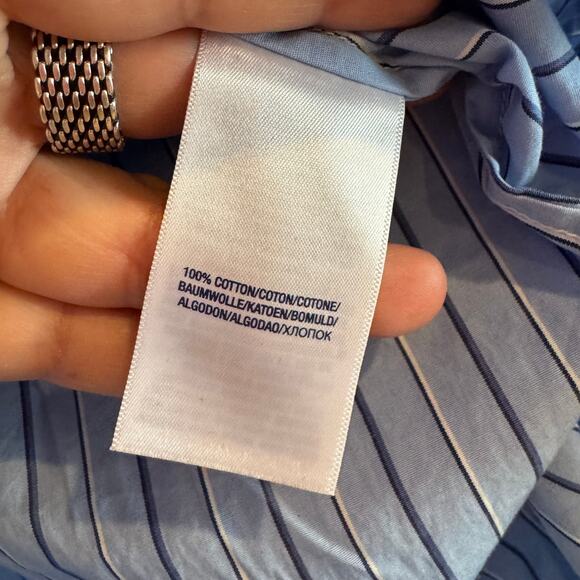 100% COTTON/COTON/COTONE/
BAUMWOLLE/KATOEN/BOMULD/
ALGODON/ALGODAO/ХЛОПОК